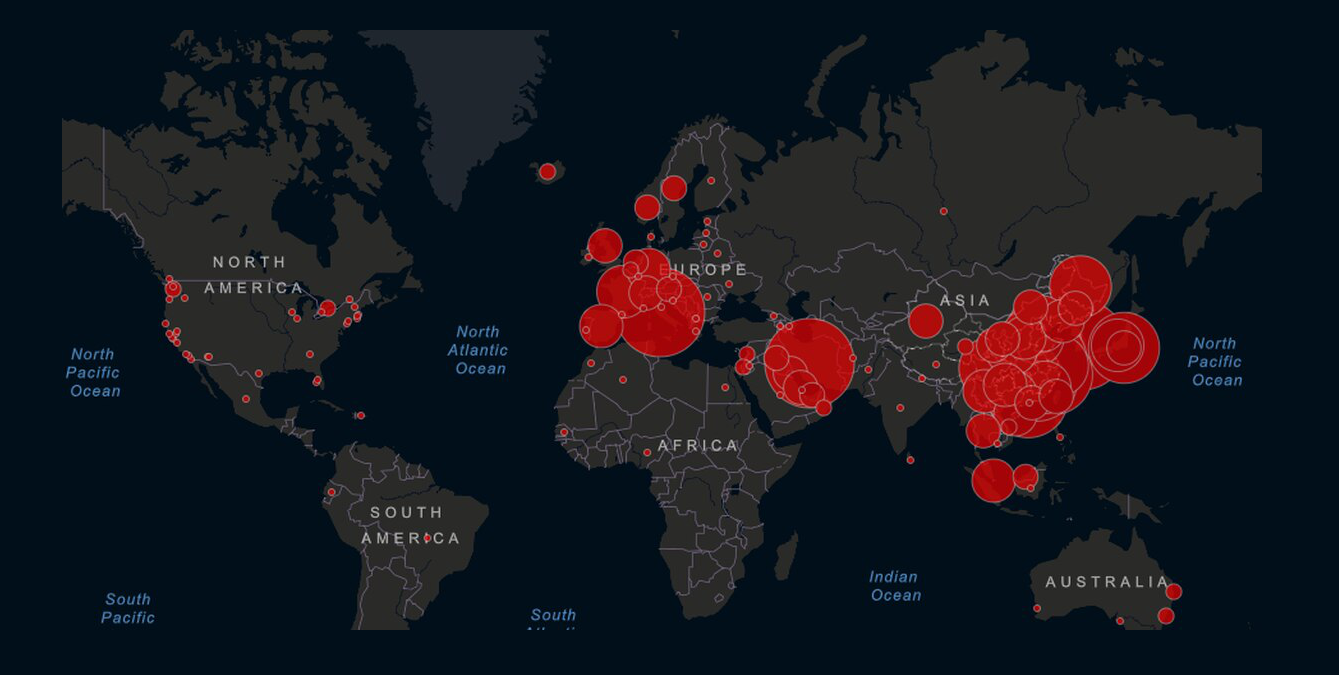 NORTH
AMERICA
EUROPE
ASIA
North
Atlantic
Ocean
North
Pacific
Ocean
North
Pacific
Ocean
AFRICA
SOUTH
AMERICA
Indian
Ocean
AUSTRALIA
South
Pacific
South